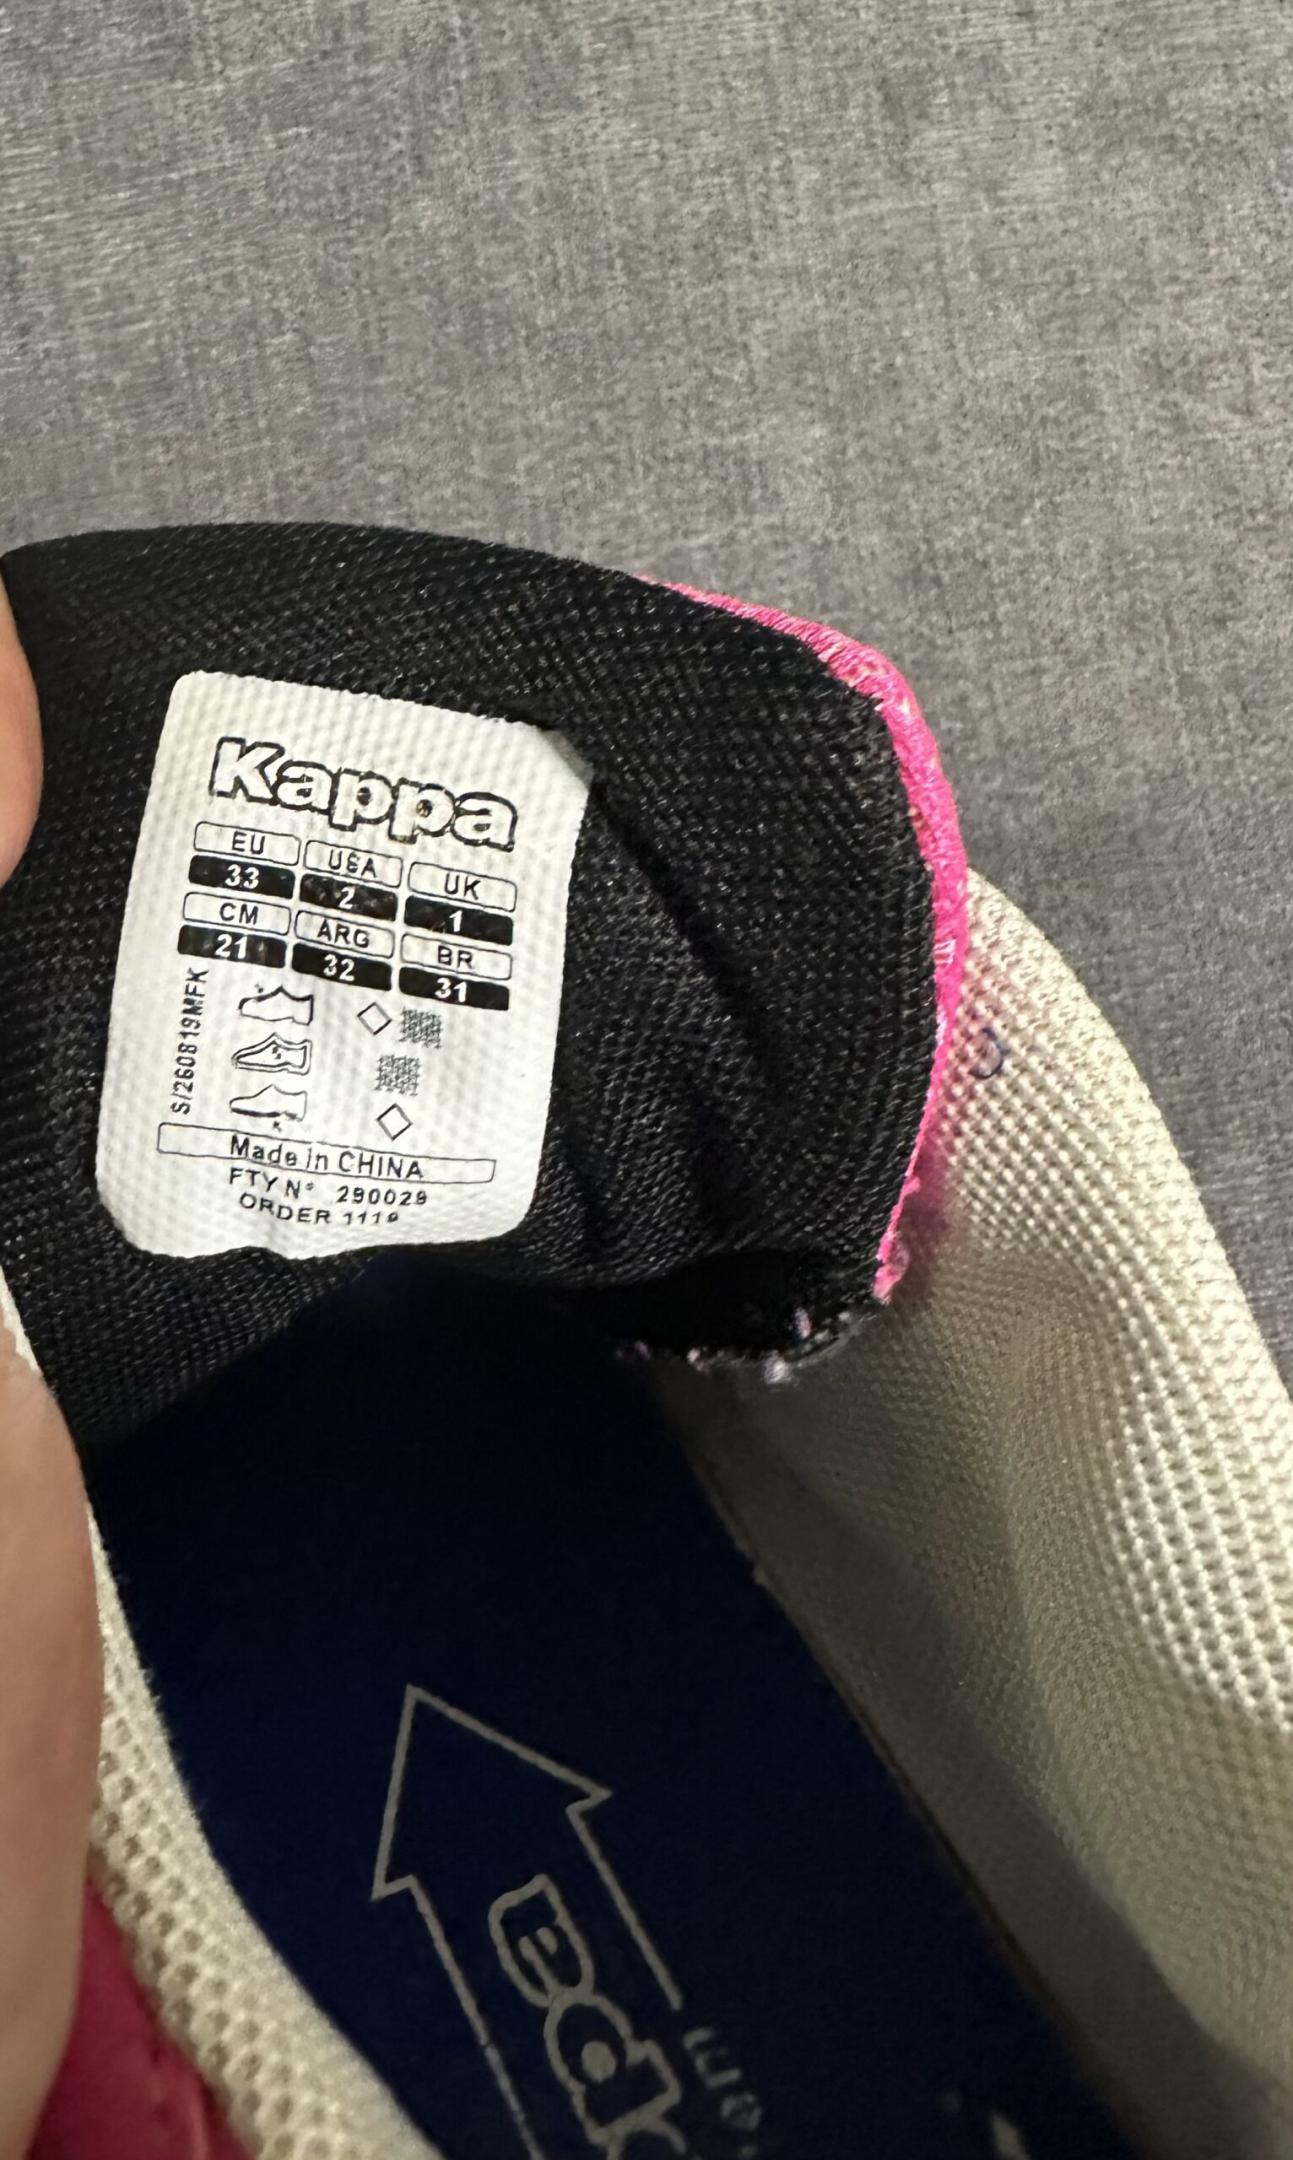 Kappa
EU USA UK
33 2 1
CM ARG BR
21 32 31
S/260819MFK
Made in CHINA
FTY N° 290029
ORDER 1119